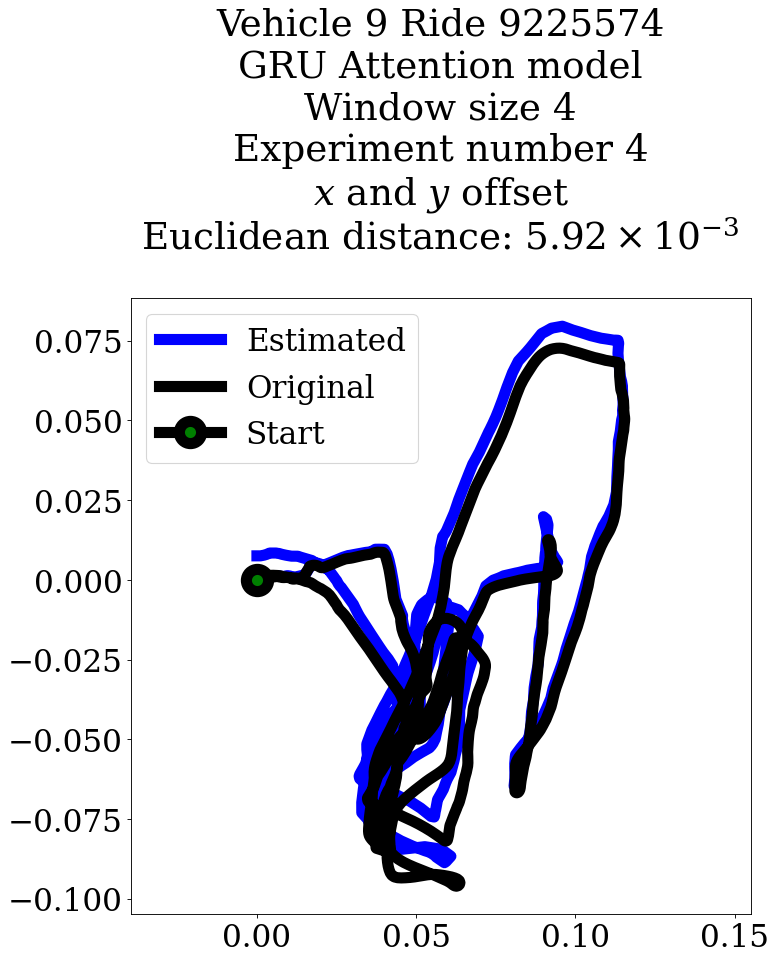 Vehicle 9 Ride 9225574
GRU Attention model
Window size 4
Experiment number 4
x and y offset
Euclidean distance: 5.92 × 10⁻³
Estimated
Original
Start
0.075
0.050
0.025
0.000
−0.025
−0.050
−0.075
−0.100
0.00 0.05 0.10 0.15